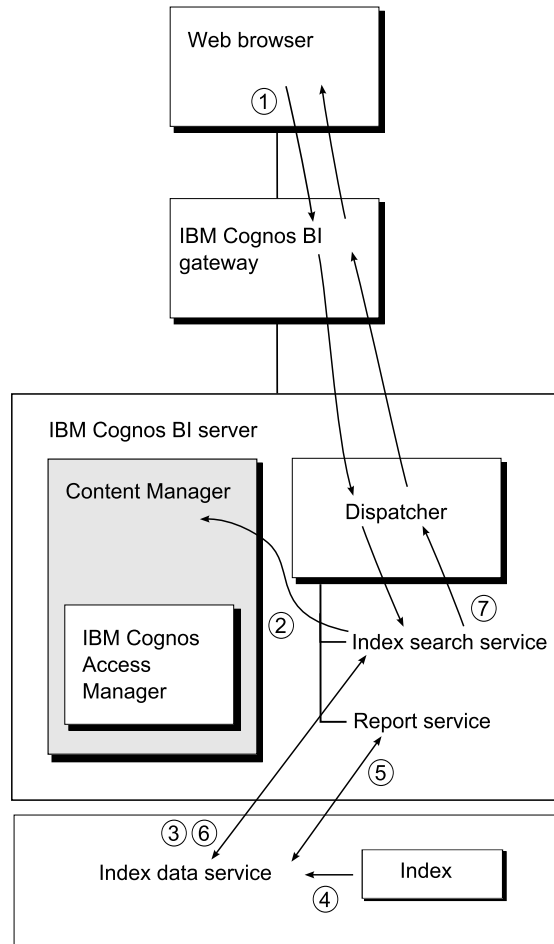 Web browser
①
IBM Cognos BI
gateway
IBM Cognos BI server
Content Manager
Dispatcher
⑦
②
IBM Cognos
Access
Manager
Index search service
Report service
⑤
③ ⑥
Index data service
Index
④